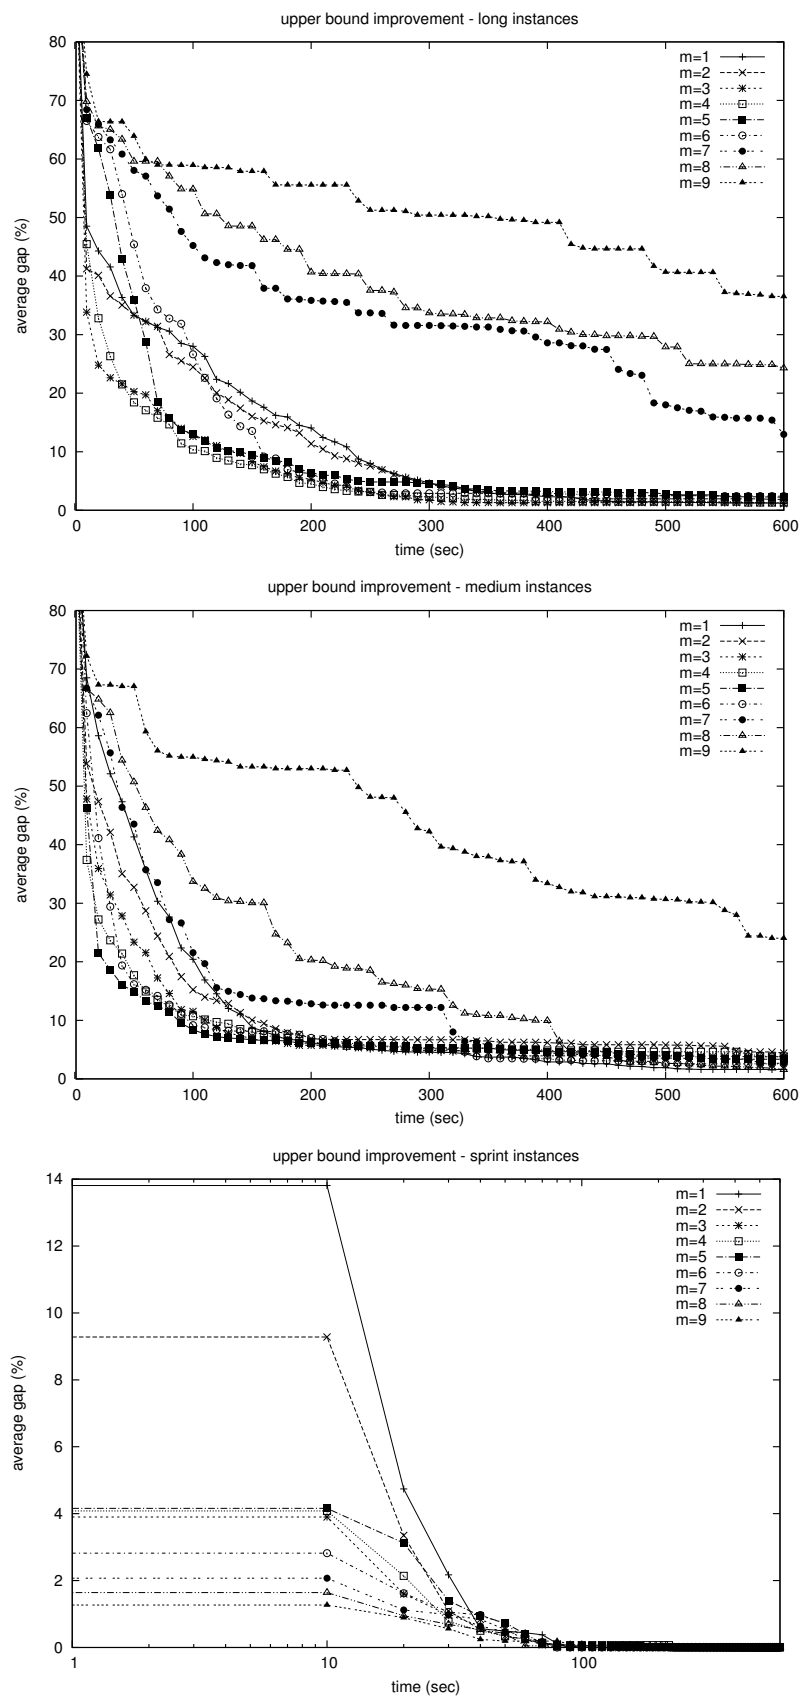 upper bound improvement - long instances
80
70
60
50
40
30
20
10
0
average gap (%)
m=1
m=2
m=3
m=4
m=5
m=6
m=7
m=8
m=9
0 100 200 300 400 500 600
time (sec)
upper bound improvement - medium instances
80
70
60
50
40
30
20
10
0
average gap (%)
m=1
m=2
m=3
m=4
m=5
m=6
m=7
m=8
m=9
0 100 200 300 400 500 600
time (sec)
upper bound improvement - sprint instances
14
12
10
8
6
4
2
0
average gap (%)
m=1
m=2
m=3
m=4
m=5
m=6
m=7
m=8
m=9
1 10 100
time (sec)